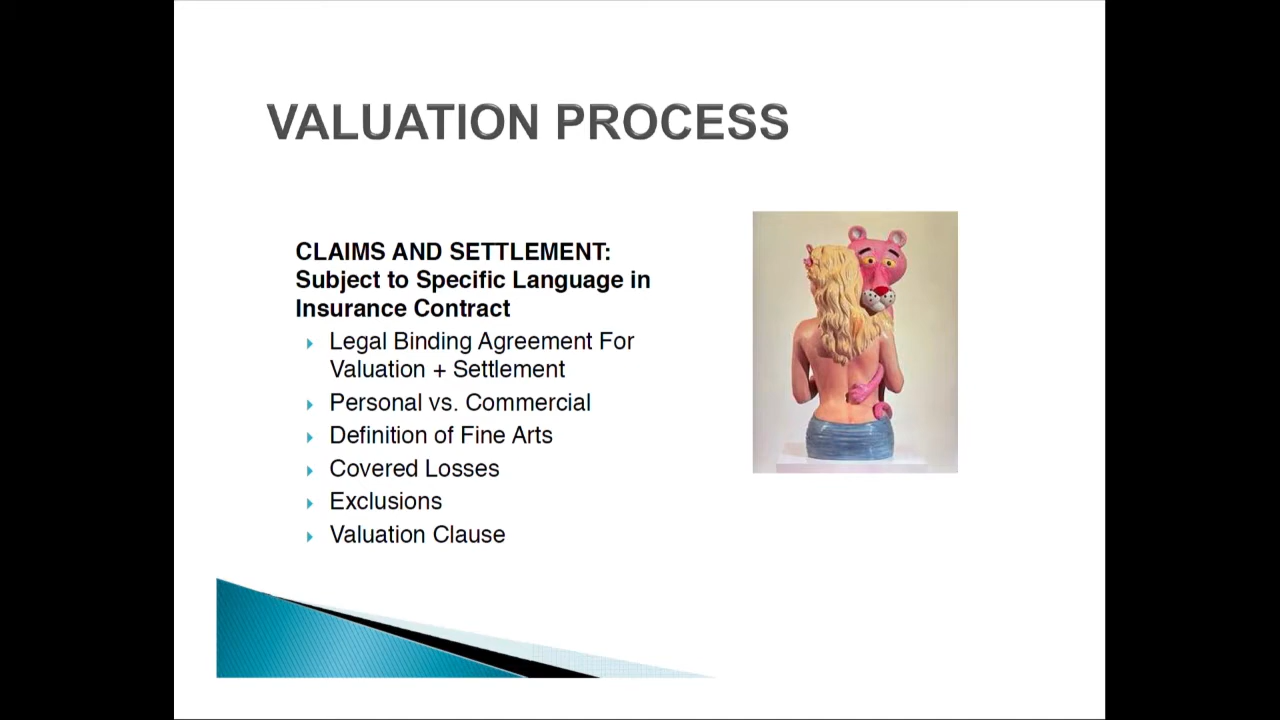 VALUATION PROCESS
CLAIMS AND SETTLEMENT:
Subject to Specific Language in
Insurance Contract
Legal Binding Agreement For
Valuation + Settlement
Personal vs. Commercial
Definition of Fine Arts
Covered Losses
Exclusions
Valuation Clause